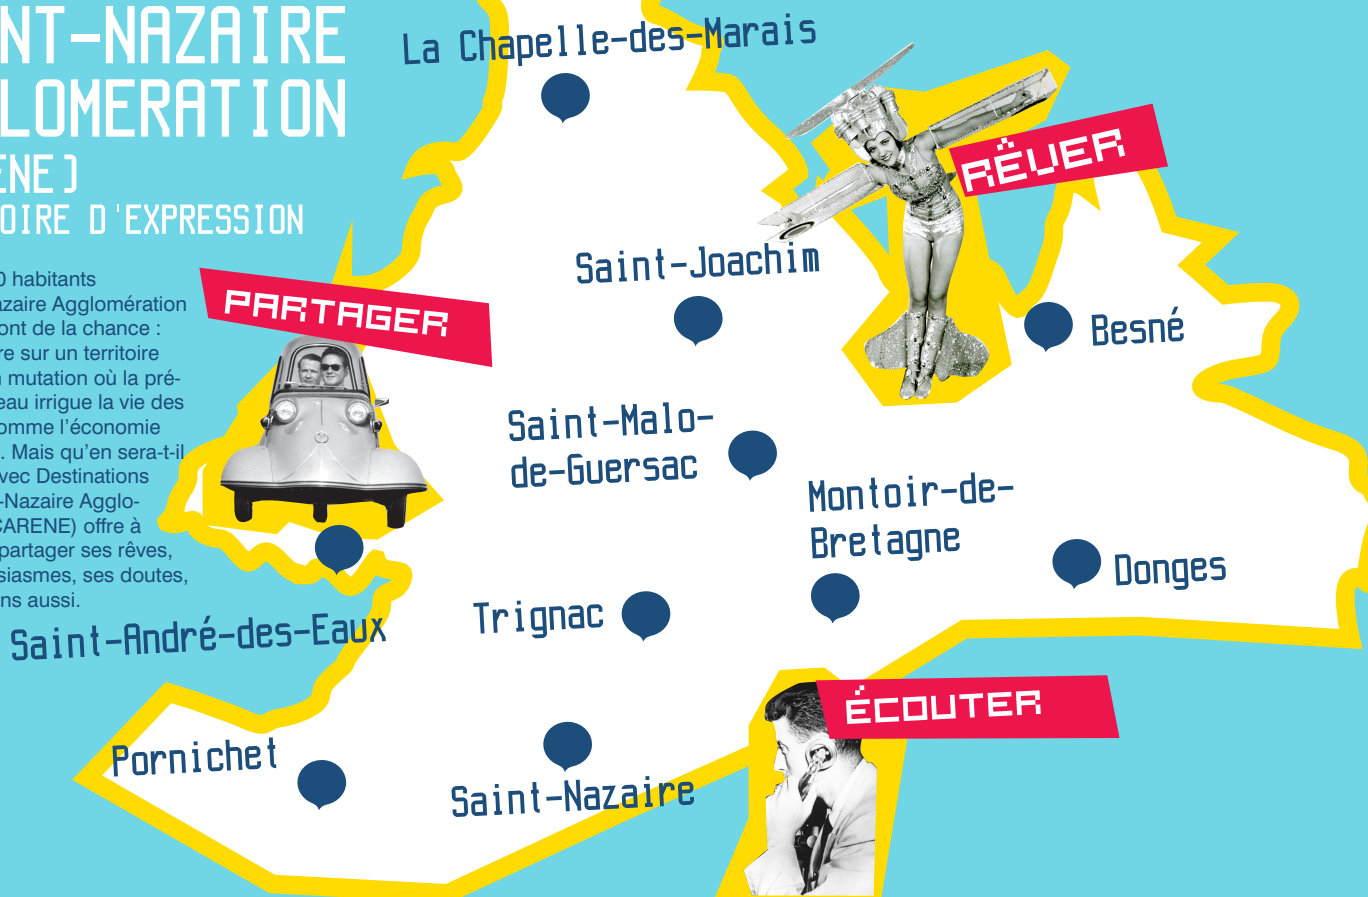 NT-NAZAIRE
LOMERATION
ENE)
OIRE D'EXPRESSION
0 habitants
azaire Agglomération
ont de la chance :
re sur un territoire
n mutation où la pré-
eau irrigue la vie des
omme l'économie
. Mais qu'en sera-t-il
vec Destinations
-Nazaire Agglo-
CARENE) offre à
partager ses rêves,
siasmes, ses doutes,
ns aussi.
La Chapelle-des-Marais
RÊVER
Saint-Joachim
PARTAGER
Besné
Saint-Malo-
de-Guersac
Montoir-de-
Bretagne
Donges
Trignac
Saint-André-des-Eaux
ÉCOUTER
Pornichet
Saint-Nazaire